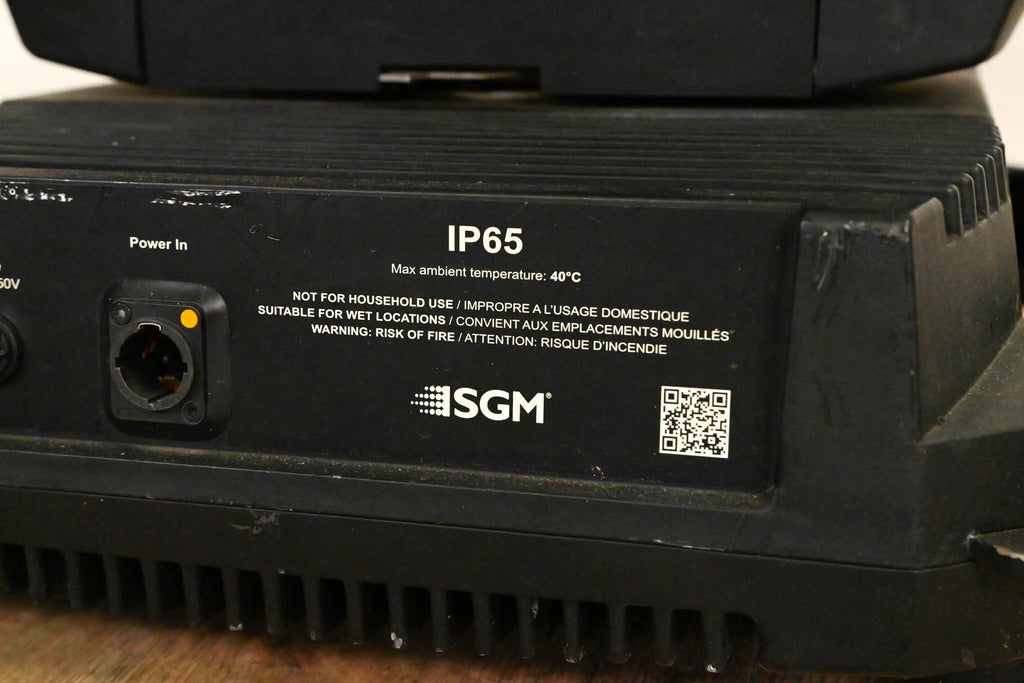 Power In
60V
IP65
Max ambient temperature: 40°C
NOT FOR HOUSEHOLD USE / IMPROPRE A L'USAGE DOMESTIQUE
SUITABLE FOR WET LOCATIONS / CONVIENT AUX EMPLACEMENTS MOUILLÉS
WARNING: RISK OF FIRE / ATTENTION: RISQUE D'INCENDIE
SGM®